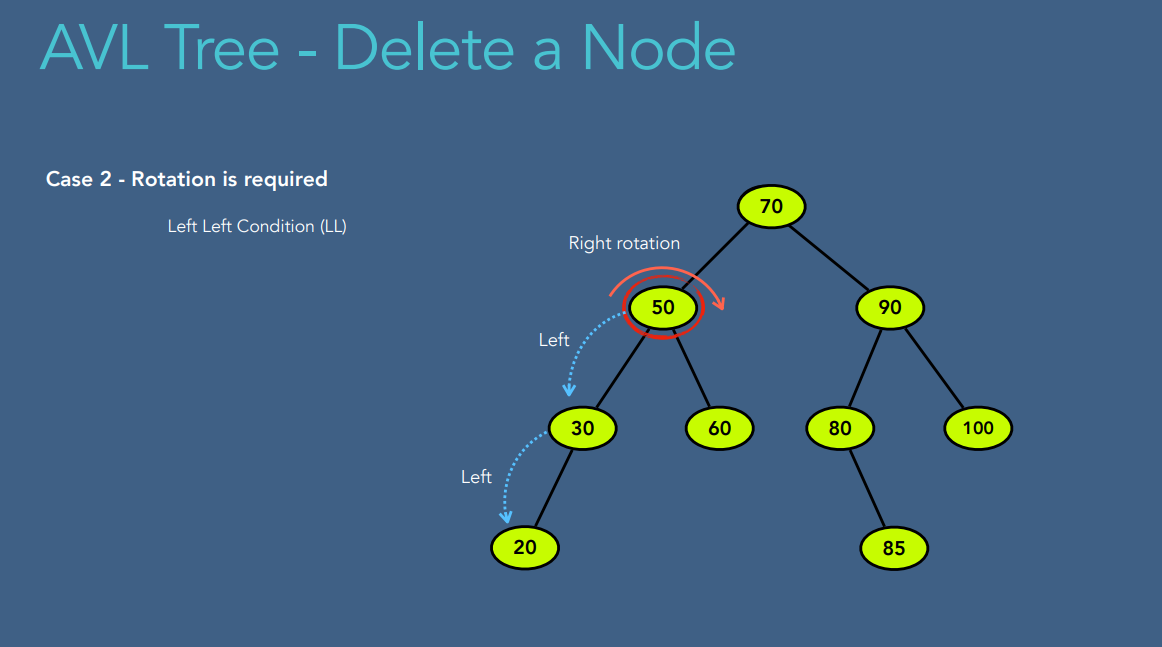 AVL Tree - Delete a Node
Case 2 - Rotation is required
Left Left Condition (LL)
70
Right rotation
50
90
Left
30
60
80
100
Left
20
85